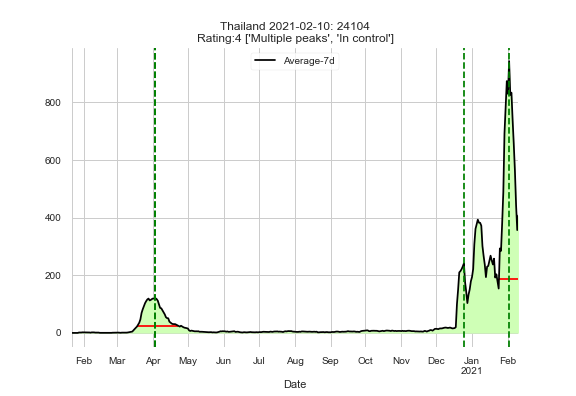 Thailand 2021-02-10: 24104
Rating:4 ['Multiple peaks', 'In control']
Average-7d
800
600
400
200
0
Feb Mar Apr May Jun Jul Aug Sep Oct Nov Dec Jan Feb
2021
Date